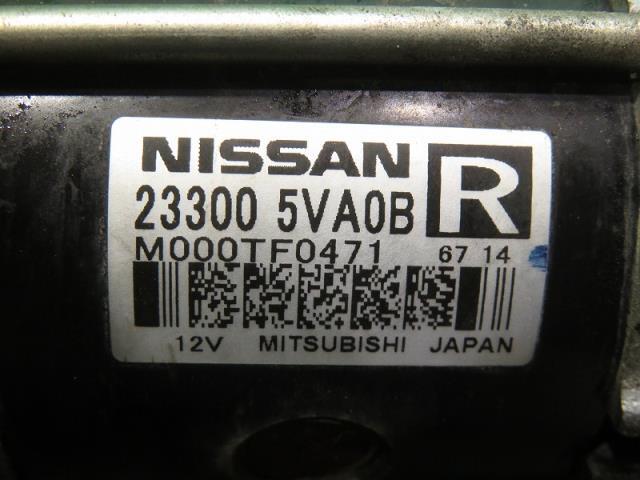 NISSAN
23300 5VA0B R
M000TF0471 67 14
12V MITSUBISHI JAPAN